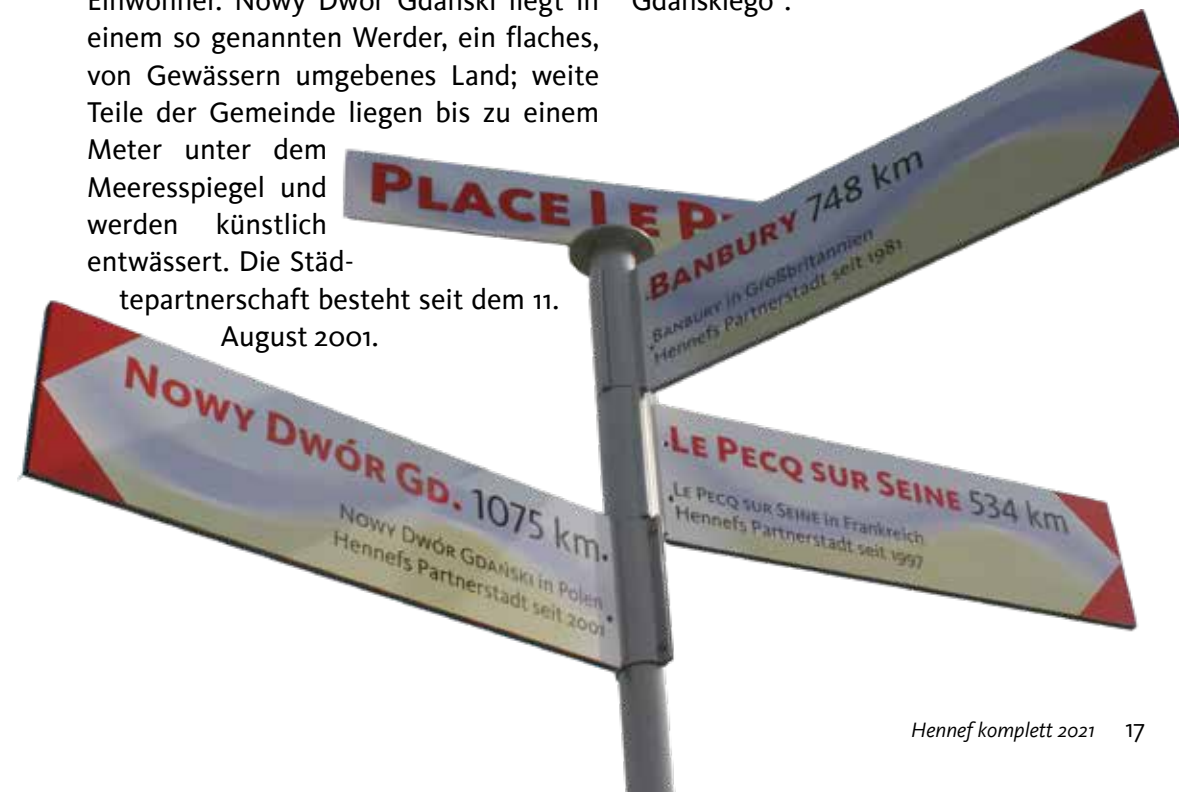 Einwohner. Nowy Dwór Gdański liegt in
einem so genannten Werder, ein flaches,
von Gewässern umgebenes Land; weite
Teile der Gemeinde liegen bis zu einem
Meter unter dem
Meeresspiegel und
werden künstlich
entwässert. Die Städ-
tepartnerschaft besteht seit dem 11.
August 2001.
Gdańskiego“.
PLACE LE P
BANBURY 748 km
BANBURY in Großbritannien
Hennefs Partnerstadt seit 1981
NOWY DWÓR GD. 1075 km
NOWY DWÓR GDAŃSKI in Polen
Hennefs Partnerstadt seit 2001
LE PECQ SUR SEINE 534 km
LE PECQ SUR SEINE in Frankreich
Hennefs Partnerstadt seit 1997
Hennef komplett 2021 17